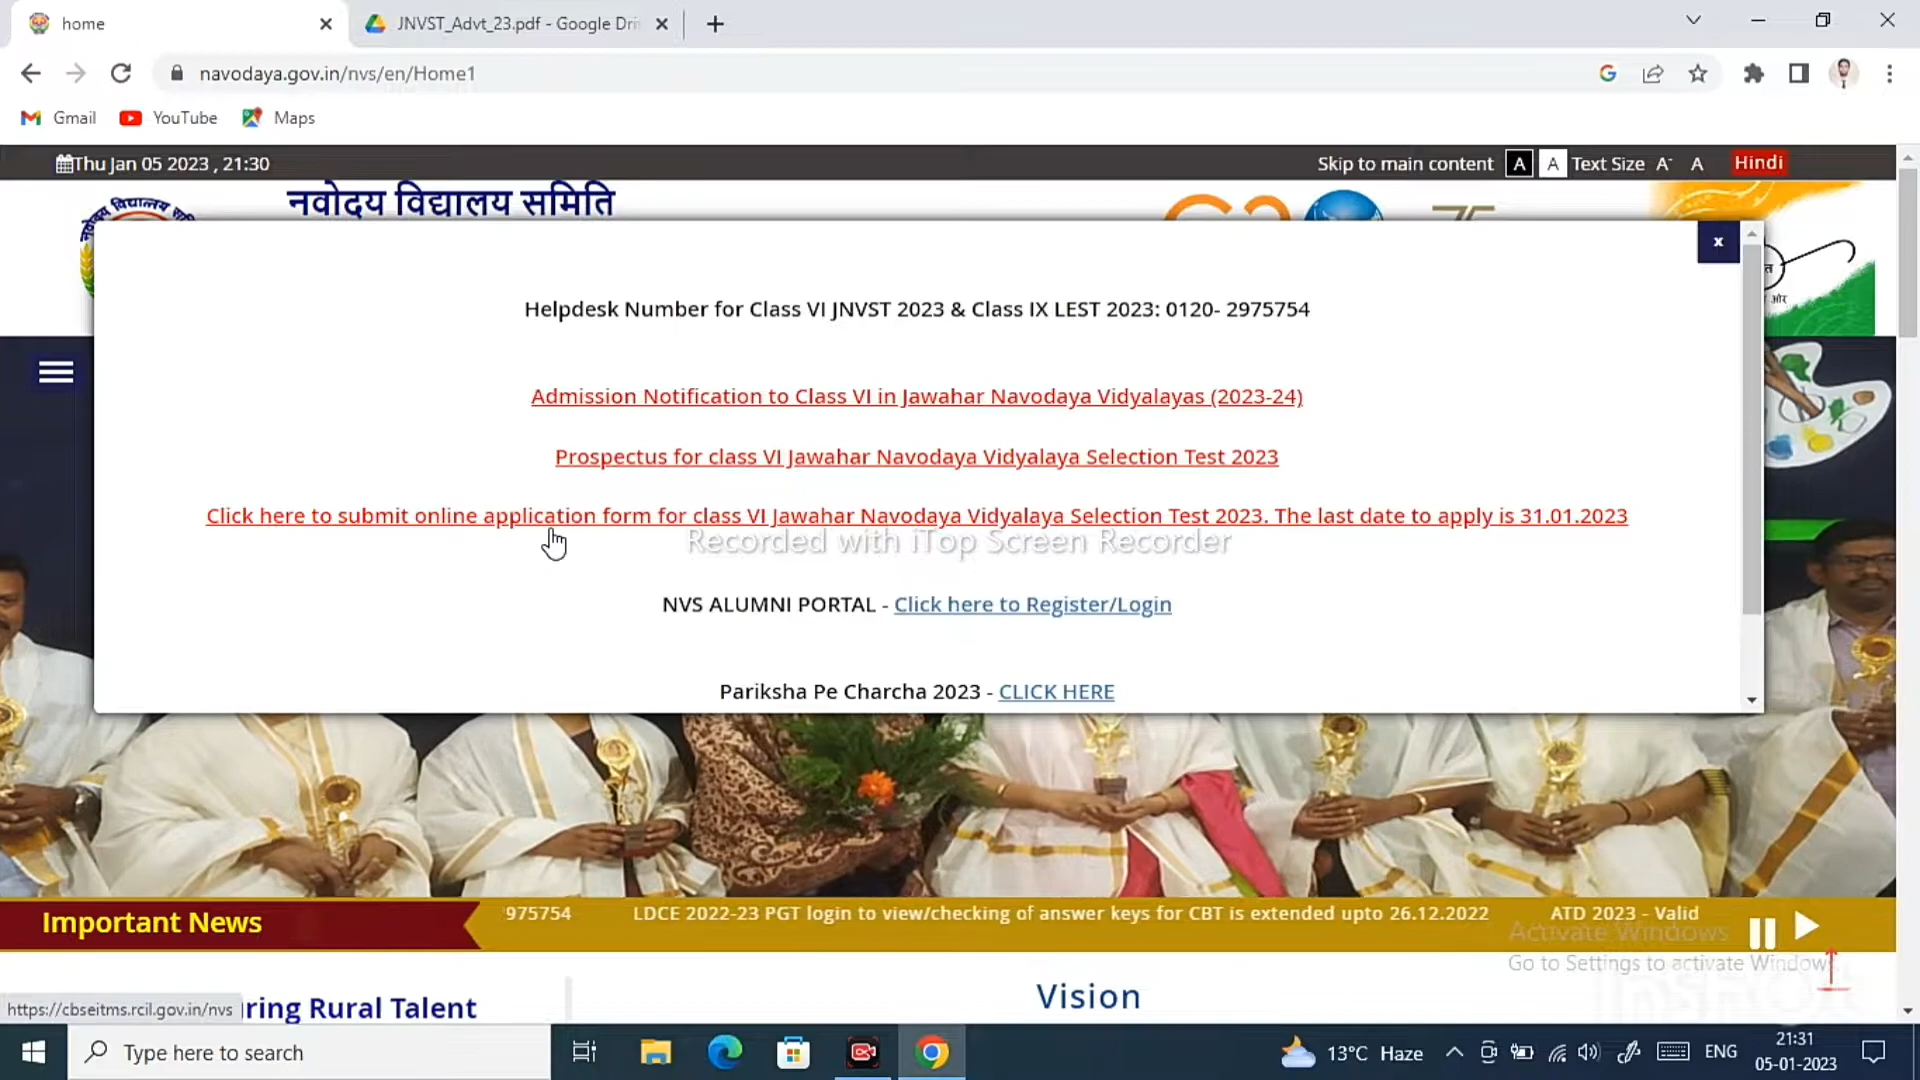 home
JNVST_Advt_23.pdf - Google Dri
navodaya.gov.in/nvs/en/Home1
Gmail
YouTube
Maps
Thu Jan 05 2023 , 21:30
Skip to main content A A Text Size A- A Hindi
नवोदय विद्यालय समिति
x
Helpdesk Number for Class VI JNVST 2023 & Class IX LEST 2023: 0120- 2975754
Admission Notification to Class VI in Jawahar Navodaya Vidyalayas (2023-24)
Prospectus for class VI Jawahar Navodaya Vidyalaya Selection Test 2023
Click here to submit online application form for class VI Jawahar Navodaya Vidyalaya Selection Test 2023. The last date to apply is 31.01.2023
Recorded with iTop Screen Recorder
NVS ALUMNI PORTAL - Click here to Register/Login
Pariksha Pe Charcha 2023 - CLICK HERE
Important News
975754 LDCE 2022-23 PGT login to view/checking of answer keys for CBT is extended upto 26.12.2022 ATD 2023 - Valid
Activate Windows
Go to Settings to activate Windows
https://cbseitms.rcil.gov.in/nvs
ring Rural Talent
Vision
Type here to search
13°C Haze
ENG
21:31
05-01-2023